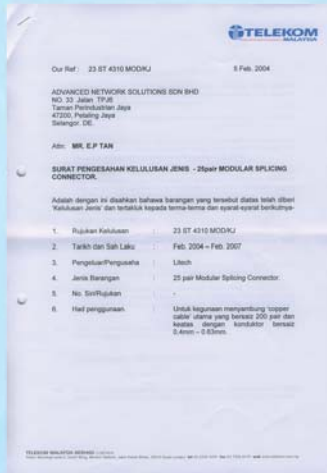 TELEKOM
MALAYSIA
Our Ref : 23 ST 4310 MOD/KJ 5 Feb. 2004
ADVANCED NETWORK SOLUTIONS SDN BHD
NO. 33 Jalan TPJ6
Taman Perindustrian Jaya
47200, Petaling Jaya
Selangor. DE.
Attn: MR. E.P TAN
SURAT PENGESAHAN KELULUSAN JENIS - 25pair MODULAR SPLICING
CONNECTOR.
Adalah dengan ini disahkan bahawa barangan yang tersebut diatas telah diberi
'Kelulusan Jenis' dan tertakluk kepada terma-terma dan syarat-syarat berikutnya-
1. Rujukan Kelulusan : 23 ST 4310 MOD/KJ
2. Tarikh dan Sah Laku : Feb. 2004 – Feb. 2007
3. Pengeluar/Pengusaha : Litech
4. Jenis Barangan : 25 pair Modular Splicing Connector.
5. No. Siri/Rujukan : -
6. Had penggunaan. Untuk kegunaan menyambung 'copper
cable' utama yang bersaiz 200 pair dan
keatas dengan konduktor bersaiz
0.4mm – 0.63mm.
TELEKOM MALAYSIA BERHAD